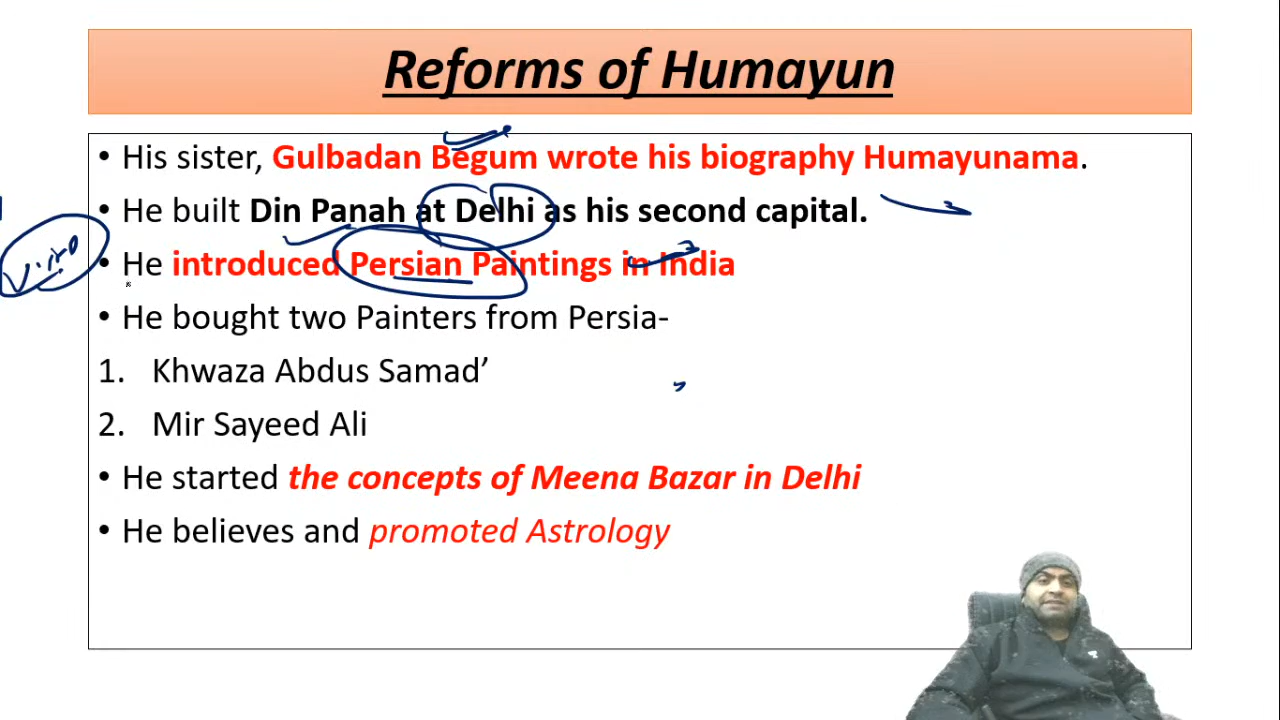 Reforms of Humayun
• His sister, Gulbadan Begum wrote his biography Humayunama.
• He built Din Panah at Delhi as his second capital.
• He introduced Persian Paintings in India
• He bought two Painters from Persia-
1. Khwaza Abdus Samad’
2. Mir Sayeed Ali
• He started the concepts of Meena Bazar in Delhi
• He believes and promoted Astrology